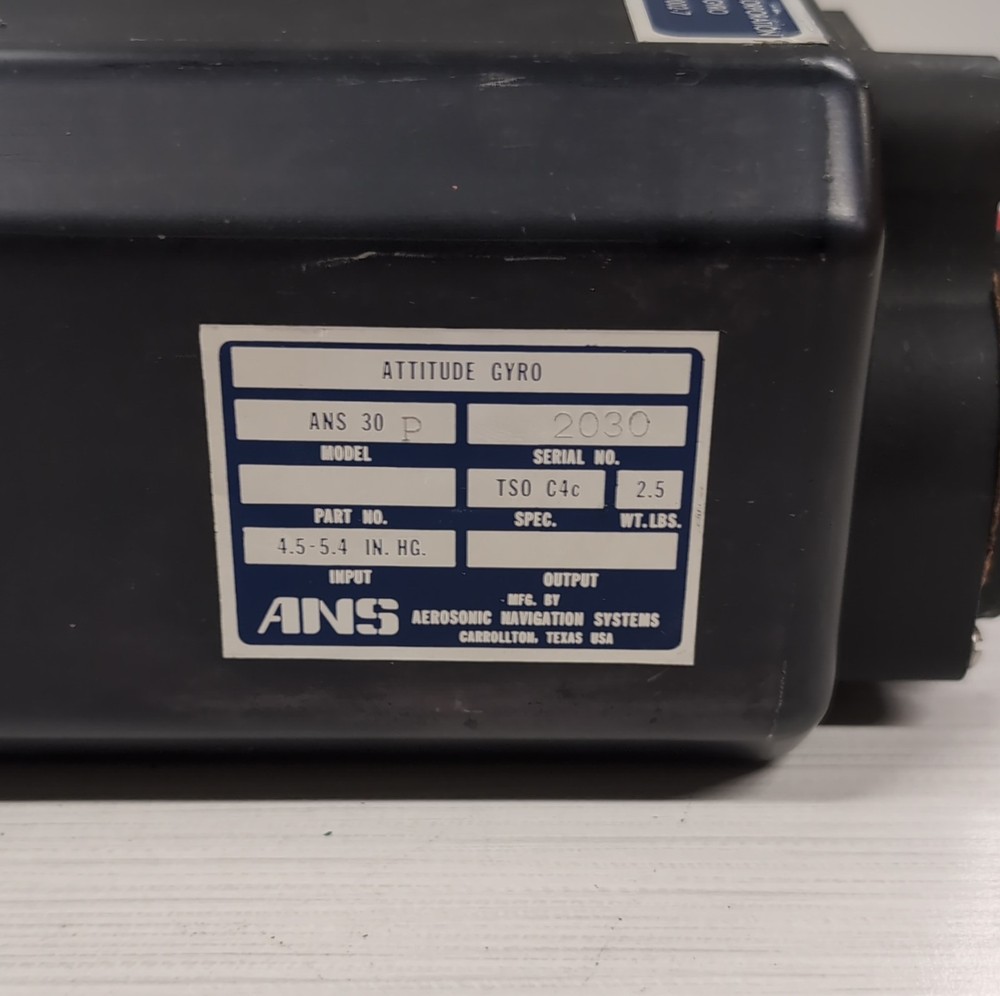 CORPORATION
ATTITUDE GYRO
ANS 30 P 2030
MODEL SERIAL NO.
TSO C4c 2.5
PART NO. SPEC. WT.LBS.
4.5-5.4 IN. HG.
INPUT OUTPUT
ANS MFG. BY
AEROSONIC NAVIGATION SYSTEMS
CARROLLTON, TEXAS USA